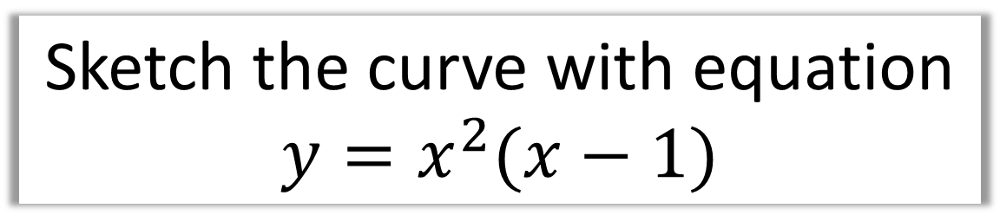 Sketch the curve with equation
𝑦 = 𝑥²(𝑥 − 1)